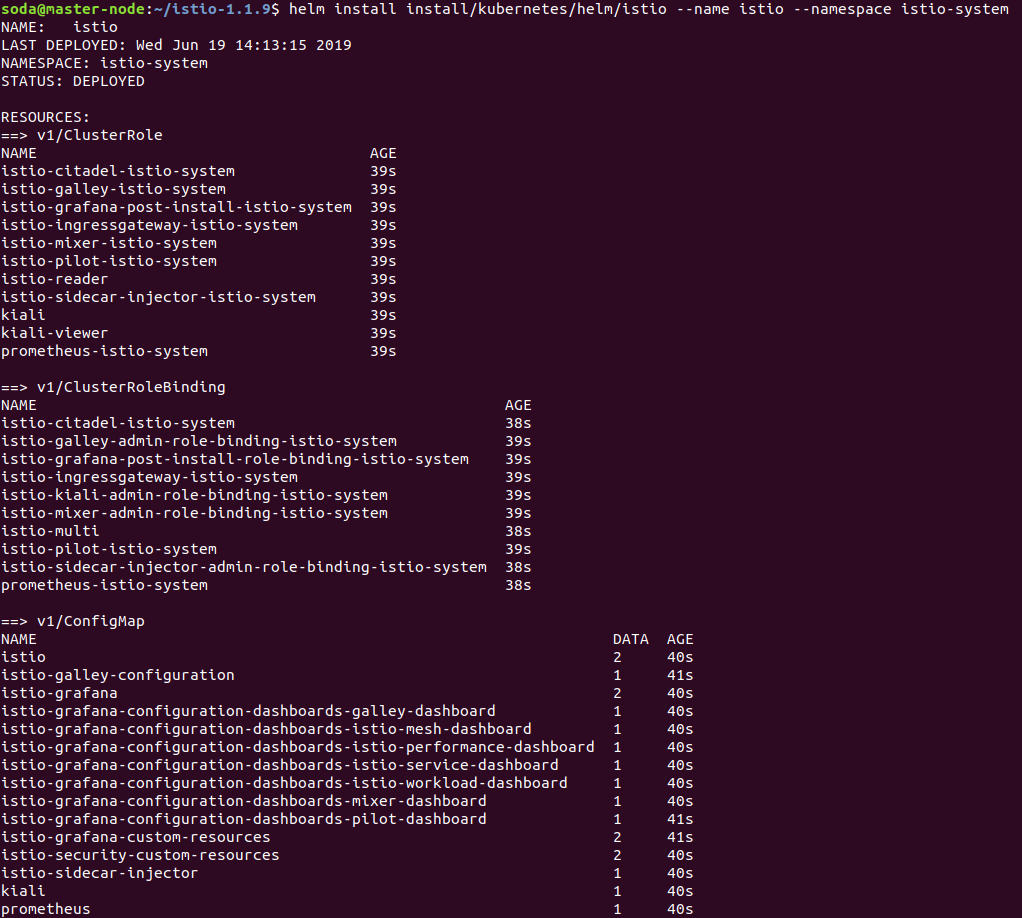 soda@master-node:~/istio-1.1.9$ helm install install/kubernetes/helm/istio --name istio --namespace istio-system
NAME:   istio
LAST DEPLOYED: Wed Jun 19 14:13:15 2019
NAMESPACE: istio-system
STATUS: DEPLOYED

RESOURCES:
==> v1/ClusterRole
NAME                                     AGE
istio-citadel-istio-system               39s
istio-galley-istio-system                39s
istio-grafana-post-install-istio-system  39s
istio-ingressgateway-istio-system        39s
istio-mixer-istio-system                 39s
istio-pilot-istio-system                 39s
istio-reader                             39s
istio-sidecar-injector-istio-system      39s
kiali                                    39s
kiali-viewer                             39s
prometheus-istio-system                  39s

==> v1/ClusterRoleBinding
NAME                                                    AGE
istio-citadel-istio-system                              38s
istio-galley-admin-role-binding-istio-system            39s
istio-grafana-post-install-role-binding-istio-system    39s
istio-ingressgateway-istio-system                       39s
istio-kiali-admin-role-binding-istio-system             39s
istio-mixer-admin-role-binding-istio-system             39s
istio-multi                                             38s
istio-pilot-istio-system                                39s
istio-sidecar-injector-admin-role-binding-istio-system  38s
prometheus-istio-system                                 38s

==> v1/ConfigMap
NAME                                                                DATA  AGE
istio                                                               2     40s
istio-galley-configuration                                          1     41s
istio-grafana                                                       2     40s
istio-grafana-configuration-dashboards-galley-dashboard             1     40s
istio-grafana-configuration-dashboards-istio-mesh-dashboard         1     40s
istio-grafana-configuration-dashboards-istio-performance-dashboard  1     40s
istio-grafana-configuration-dashboards-istio-service-dashboard      1     40s
istio-grafana-configuration-dashboards-istio-workload-dashboard     1     40s
istio-grafana-configuration-dashboards-mixer-dashboard              1     40s
istio-grafana-configuration-dashboards-pilot-dashboard              1     41s
istio-grafana-custom-resources                                      2     41s
istio-security-custom-resources                                     2     40s
istio-sidecar-injector                                              1     40s
kiali                                                               1     40s
prometheus                                                          1     40s